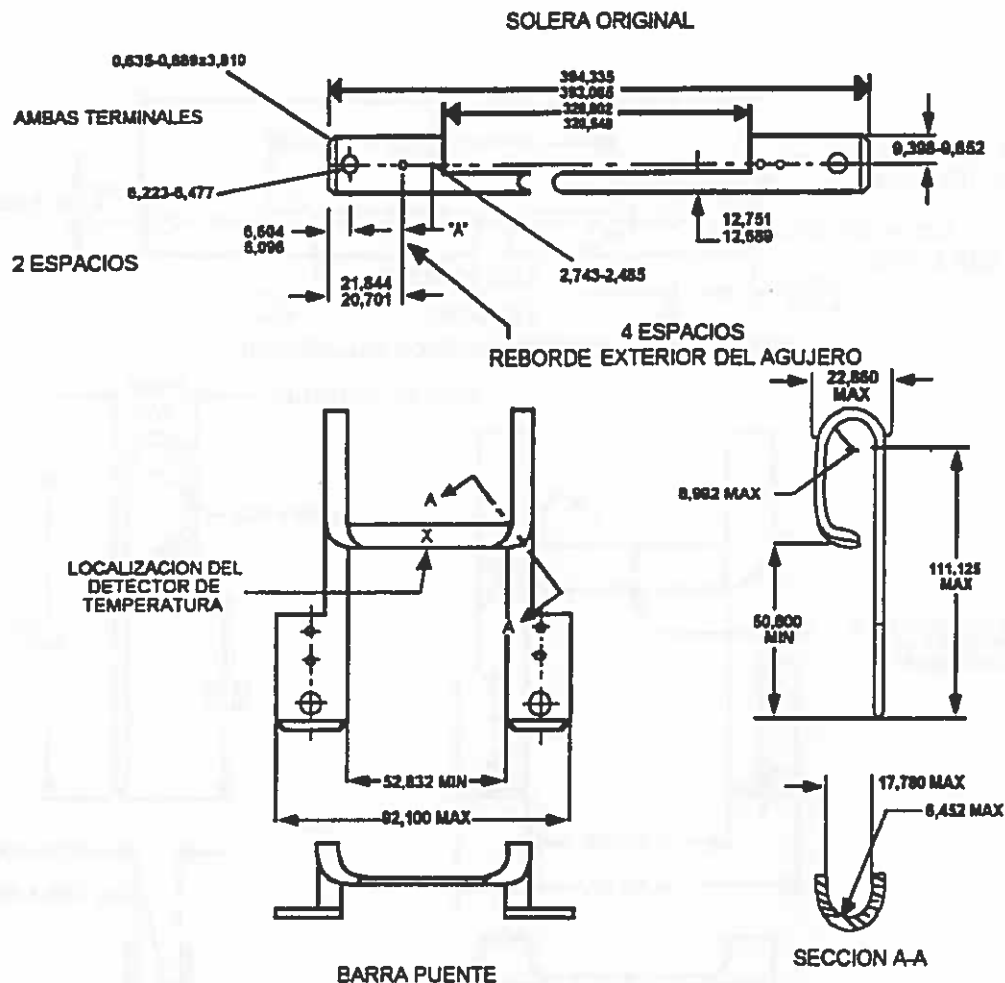 SOLERA ORIGINAL
0,635-0,889±3,810
394,335
393,065
328,802
328,548
AMBAS TERMINALES
9,398-9,652
6,223-6,477
6,604
6,096
"A"
12,751
12,689
2 ESPACIOS
21,844
20,701
2,743-2,485
4 ESPACIOS
REBORDE EXTERIOR DEL AGUJERO
22,860
MAX
A
8,992 MAX
X
LOCALIZACION DEL
DETECTOR DE
TEMPERATURA
111,125
MAX
50,800
MIN
A
52,832 MIN
92,100 MAX
17,780 MAX
6,452 MAX
SECCION A-A
BARRA PUENTE